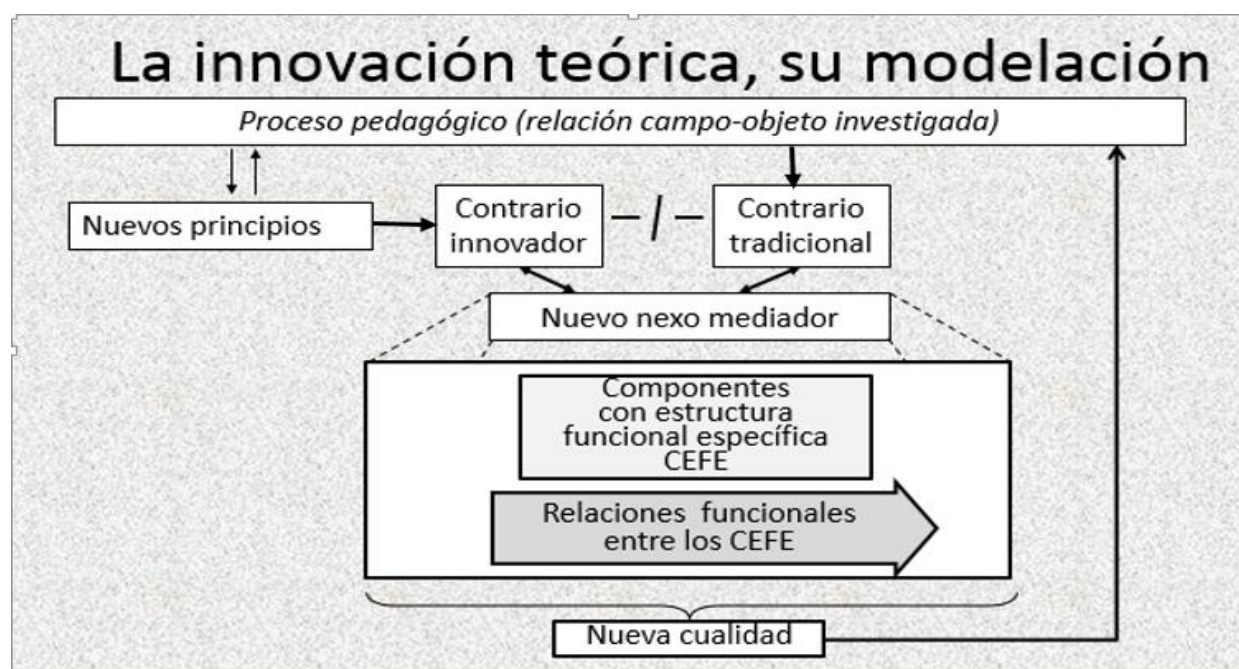 La innovación teórica, su modelación
Proceso pedagógico (relación campo-objeto investigada)
Nuevos principios
Contrario
innovador
– / –
Contrario
tradicional
Nuevo nexo mediador
Componentes
con estructura
funcional específica
CEFE
Relaciones funcionales
entre los CEFE
Nueva cualidad